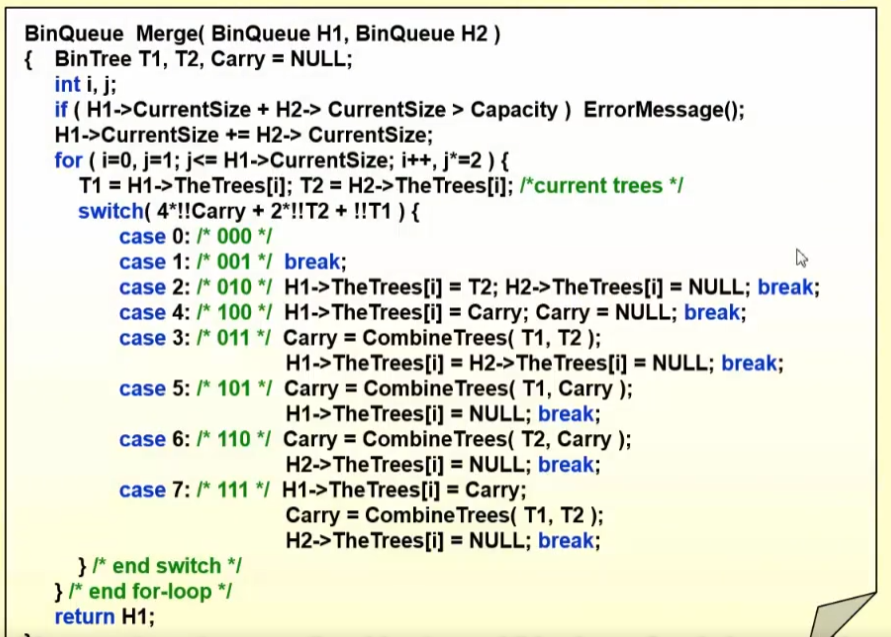 BinQueue Merge( BinQueue H1, BinQueue H2 )
{ BinTree T1, T2, Carry = NULL;
int i, j;
if ( H1->CurrentSize + H2-> CurrentSize > Capacity ) ErrorMessage();
H1->CurrentSize += H2-> CurrentSize;
for ( i=0, j=1; j<= H1->CurrentSize; i++, j*=2 ) {
T1 = H1->TheTrees[i]; T2 = H2->TheTrees[i]; /*current trees */
switch( 4*!!Carry + 2*!!T2 + !!T1 ) {
case 0: /* 000 */
case 1: /* 001 */ break;
case 2: /* 010 */ H1->TheTrees[i] = T2; H2->TheTrees[i] = NULL; break;
case 4: /* 100 */ H1->TheTrees[i] = Carry; Carry = NULL; break;
case 3: /* 011 */ Carry = CombineTrees( T1, T2 );
H1->TheTrees[i] = H2->TheTrees[i] = NULL; break;
case 5: /* 101 */ Carry = CombineTrees( T1, Carry );
H1->TheTrees[i] = NULL; break;
case 6: /* 110 */ Carry = CombineTrees( T2, Carry );
H2->TheTrees[i] = NULL; break;
case 7: /* 111 */ H1->TheTrees[i] = Carry;
Carry = CombineTrees( T1, T2 );
H2->TheTrees[i] = NULL; break;
} /* end switch */
} /* end for-loop */
return H1;